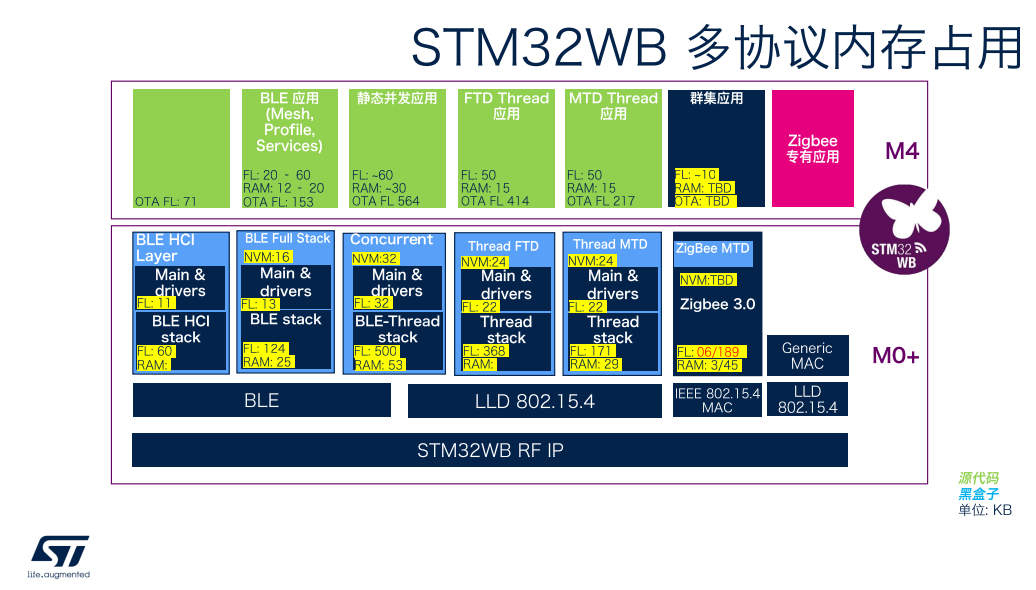 STM32WB 多协议内存占用
OTA FL: 71
BLE 应用
(Mesh,
Profile,
Services)
FL: 20 - 60
RAM: 12 - 20
OTA FL: 153
静态并发应用
FL: ~60
RAM: ~30
OTA FL 564
FTD Thread
应用
FL: 50
RAM: 15
OTA FL 414
MTD Thread
应用
FL: 50
RAM: 15
OTA FL 217
群集应用
FL: ~10
RAM: TBD
OTA: TBD
Zigbee
专有应用
M4
STM32
WB
BLE HCI
Layer
Main &
drivers
FL: 11
BLE HCI
stack
FL: 60
RAM:
BLE Full Stack
NVM:16
Main &
drivers
FL: 13
BLE stack
FL: 124
RAM: 25
Concurrent
NVM:32
Main &
drivers
FL: 32
BLE-Thread
stack
FL: 500
RAM: 53
Thread FTD
NVM:24
Main &
drivers
FL: 22
Thread
stack
FL: 368
RAM:
Thread MTD
NVM:24
Main &
drivers
FL: 22
Thread
stack
FL: 171
RAM: 29
ZigBee MTD
NVM:TBD
Zigbee 3.0
FL: 06/189
RAM: 3/45
Generic
MAC
M0+
BLE
LLD 802.15.4
IEEE 802.15.4
MAC
LLD
802.15.4
STM32WB RF IP
源代码
黑盒子
单位: KB
ST
life.augmented